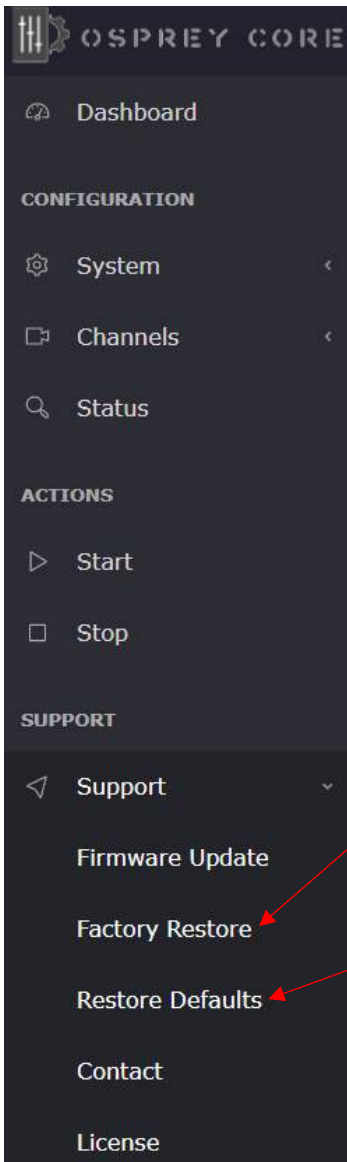 OSPREY CORE
Dashboard
CONFIGURATION
System
Channels
Status
ACTIONS
Start
Stop
SUPPORT
Support
Firmware Update
Factory Restore
Restore Defaults
Contact
License